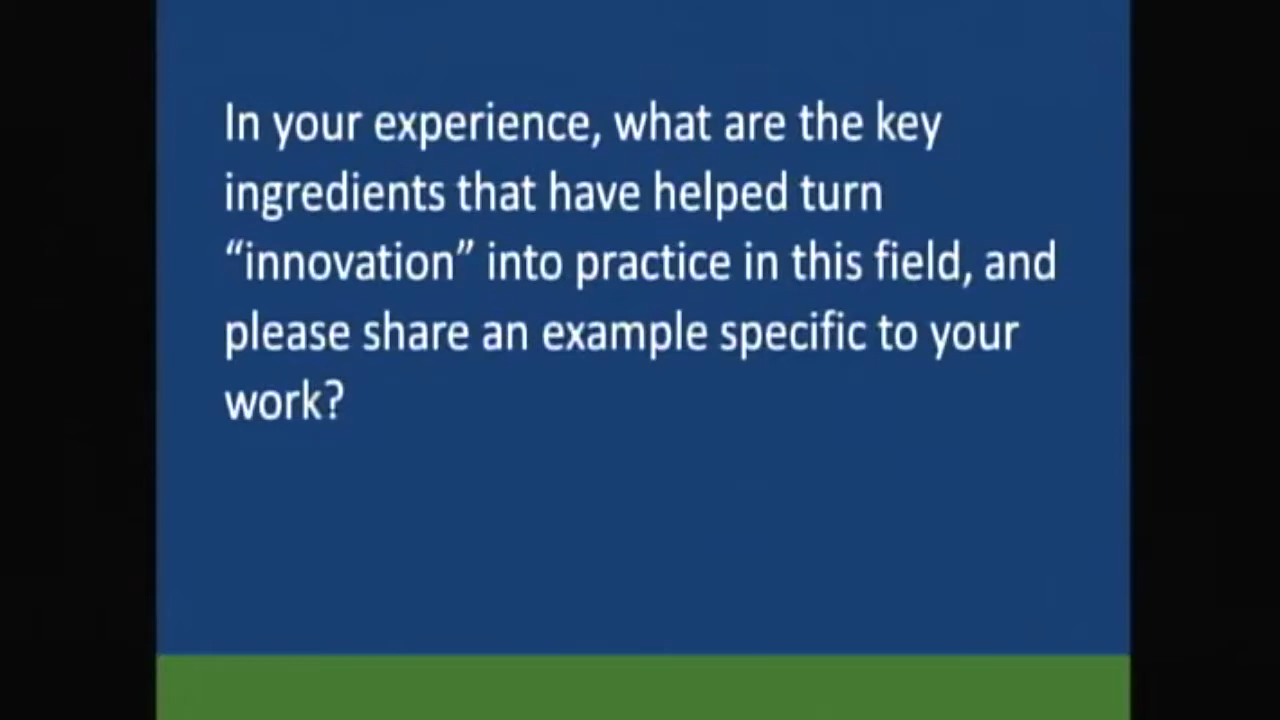 In your experience, what are the key
ingredients that have helped turn
“innovation” into practice in this field, and
please share an example specific to your
work?